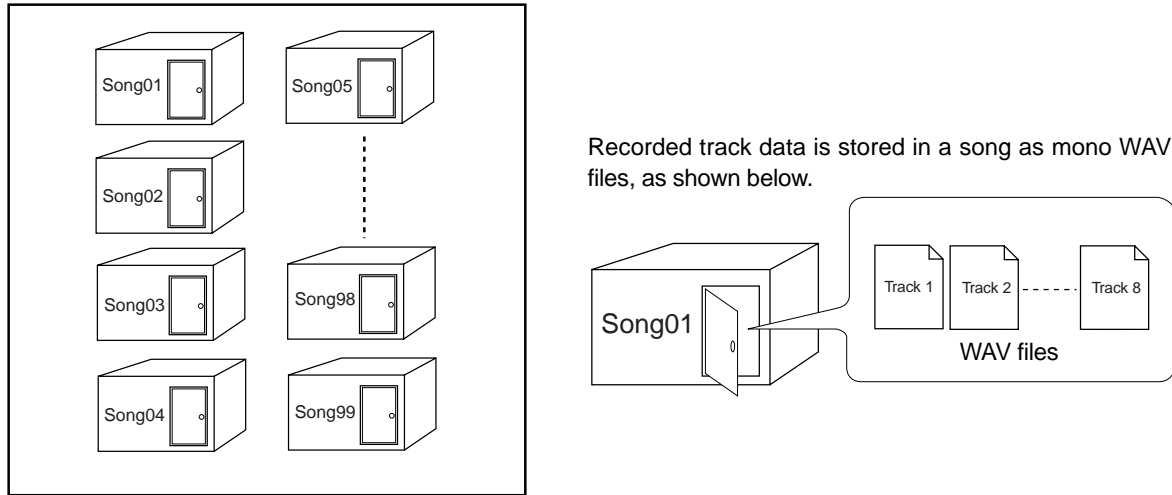 Song01
Song05
Song02
Song03
Song98
Song04
Song99
Recorded track data is stored in a song as mono WAV
files, as shown below.
Song01
Track 1
Track 2
Track 8
WAV files